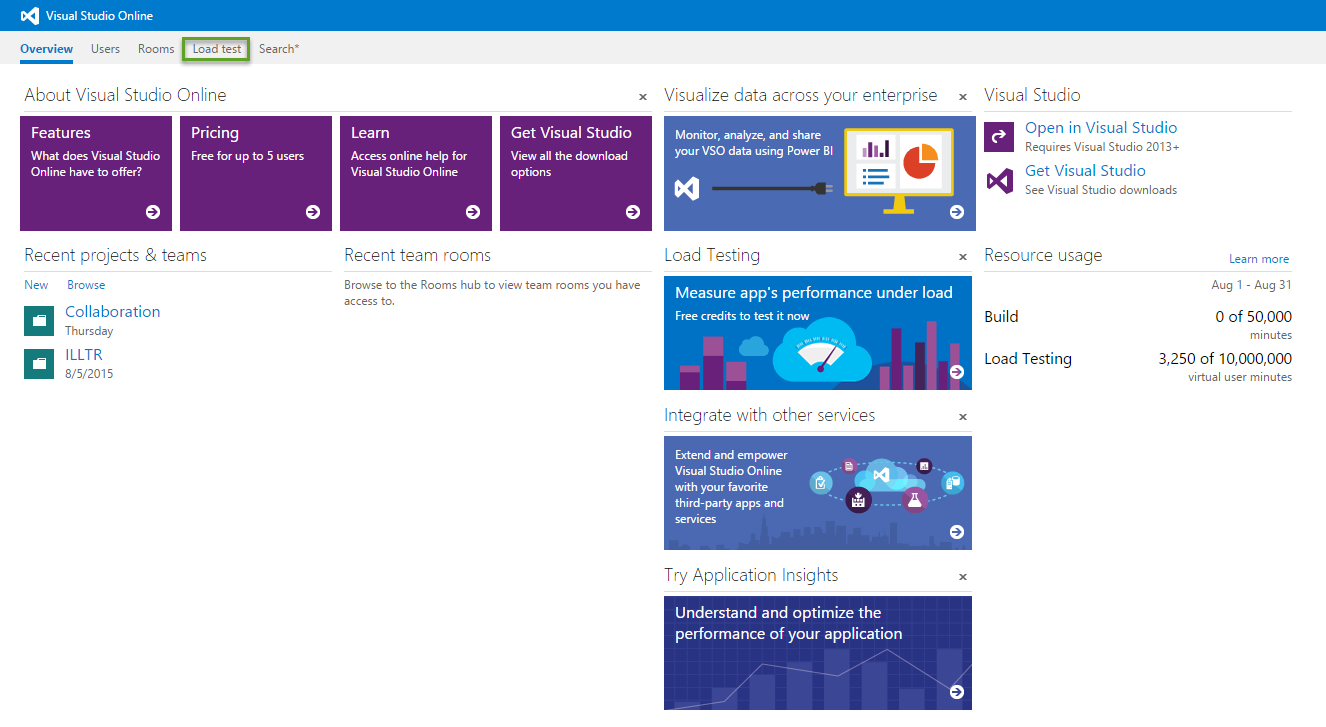 Visual Studio Online
Overview Users Rooms Load test Search*
About Visual Studio Online
Features
What does Visual Studio
Online have to offer?
Pricing
Free for up to 5 users
Learn
Access online help for
Visual Studio Online
Get Visual Studio
View all the download
options
Visualize data across your enterprise
Monitor, analyze, and share
your VSO data using Power BI
Visual Studio
Open in Visual Studio
Requires Visual Studio 2013+
Get Visual Studio
See Visual Studio downloads
Recent projects & teams
New Browse
Collaboration
Thursday
ILLTR
8/5/2015
Recent team rooms
Browse to the Rooms hub to view team rooms you have
access to.
Load Testing
Measure app's performance under load
Free credits to test it now
Resource usage
Learn more
Aug 1 - Aug 31
Build 0 of 50,000
minutes
Load Testing 3,250 of 10,000,000
virtual user minutes
Integrate with other services
Extend and empower
Visual Studio Online
with your favorite
third-party apps and
services
Try Application Insights
Understand and optimize the
performance of your application